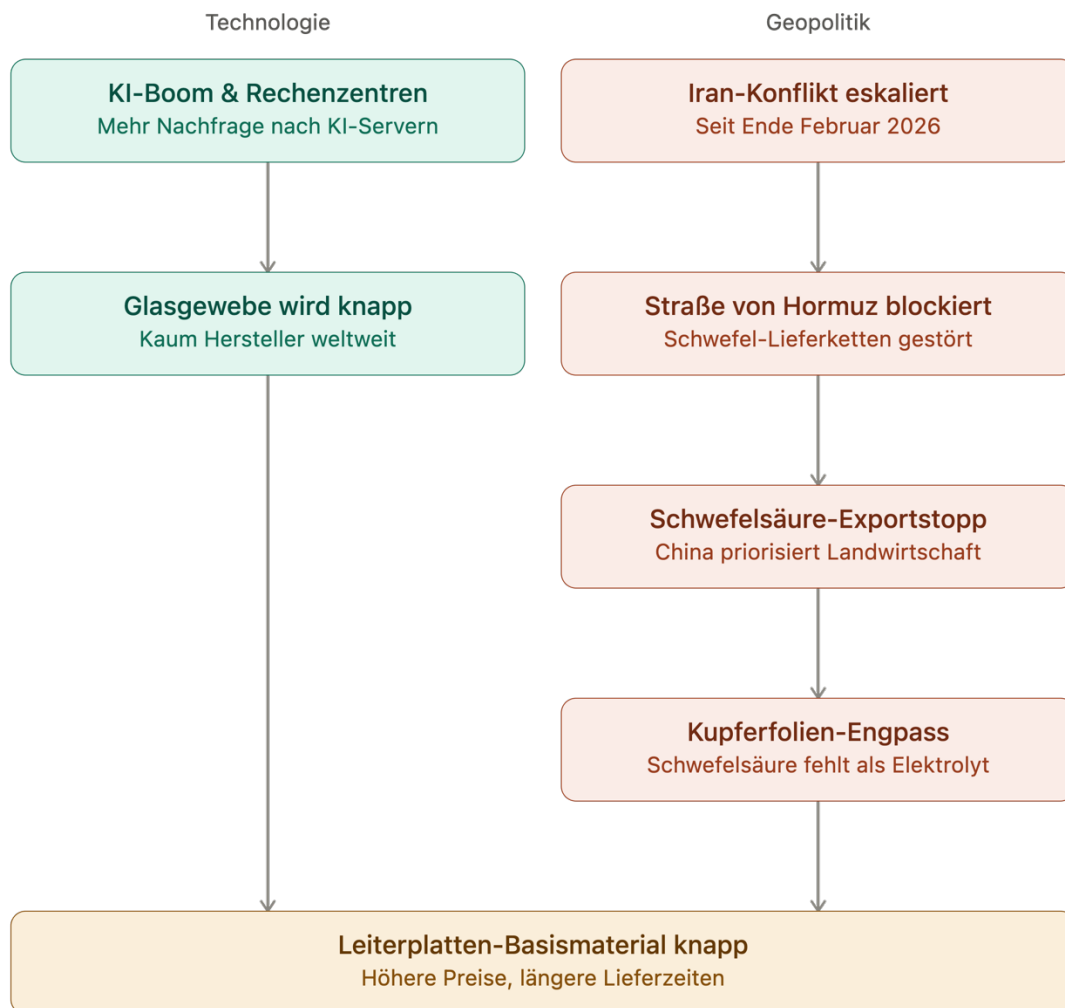 Technologie
Geopolitik
KI-Boom & Rechenzentren
Mehr Nachfrage nach KI-Servern
Iran-Konflikt eskaliert
Seit Ende Februar 2026
Glasgewebe wird knapp
Kaum Hersteller weltweit
Straße von Hormuz blockiert
Schwefel-Lieferketten gestört
Schwefelsäure-Exportstopp
China priorisiert Landwirtschaft
Kupferfolien-Engpass
Schwefelsäure fehlt als Elektrolyt
Leiterplatten-Basismaterial knapp
Höhere Preise, längere Lieferzeiten